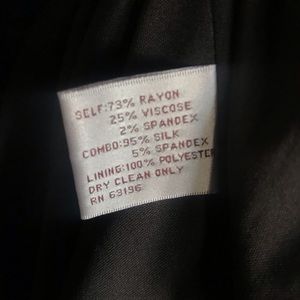 SELF:73% RAYON
25% VISCOSE
2% SPANDEX
COMBO:95% SILK
5% SPANDEX
LINING:100% POLYESTER
DRY CLEAN ONLY
RN 63196